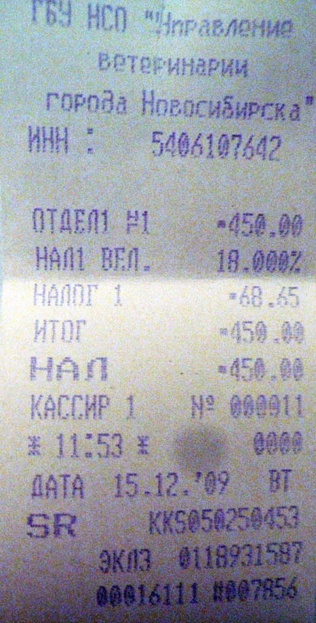 ГБУ НСО "Управление
ветеринарии
города Новосибирска"
ИНН : 5406107642
ОТДЕЛ1 #1 *450.00
НАЛ1 ВЕЛ. 18.000%
НАЛОГ 1 *68.65
ИТОГ *450.00
НАЛ *450.00
КАССИР 1 № 000911
* 11:53 * 0000
ДАТА 15.12.'09 ВТ
SR KKS050250453
ЭКЛЗ 0118931587
00016111 #007856